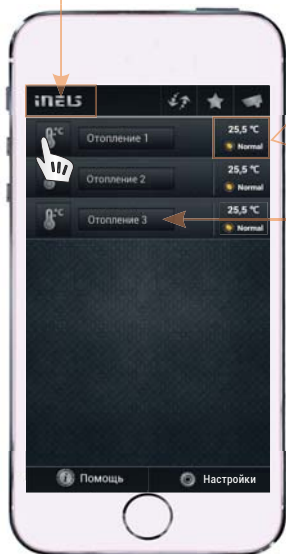 iNELS
°C Отопление 1 25,5 °C
Normal
Отопление 2 25,5 °C
Normal
°C Отопление 3 25,5 °C
Normal
Помощь Настройки